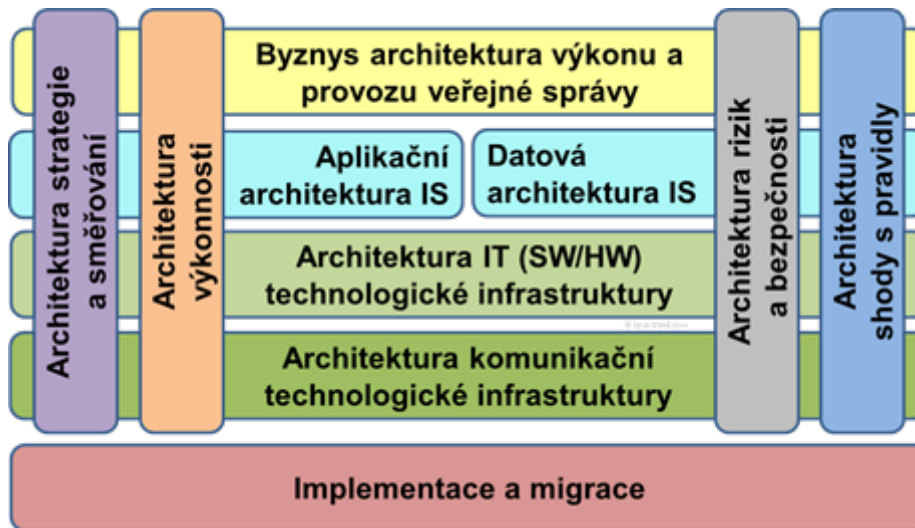 Byznys architektura výkonu a
provozu veřejné správy
Architektura strategie
a směřování
Architektura
výkonnosti
Aplikační
architektura IS
Datová
architektura IS
Architektura rizik
a bezpečnosti
Architektura
shody s pravidly
Architektura IT (SW/HW)
technologické infrastruktury
Architektura komunikační
technologické infrastruktury
Implementace a migrace